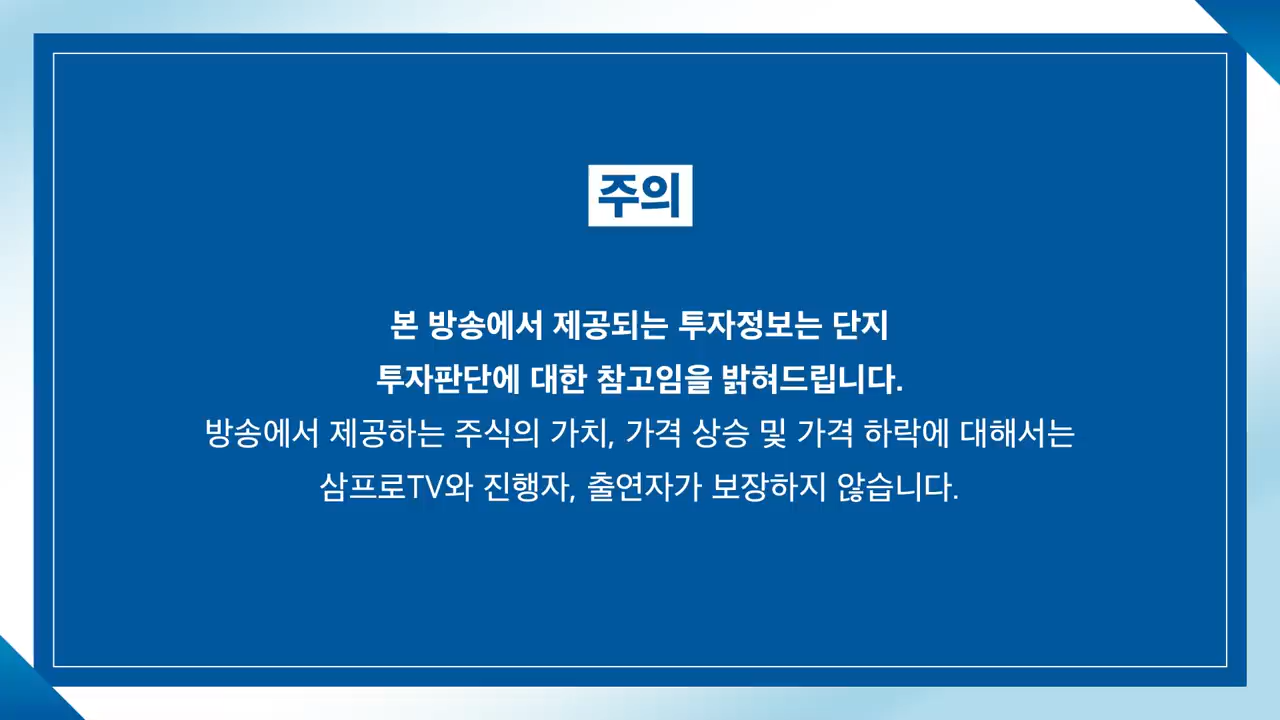 주의
본 방송에서 제공되는 투자정보는 단지
투자판단에 대한 참고임을 밝혀드립니다.
방송에서 제공하는 주식의 가치, 가격 상승 및 가격 하락에 대해서는
삼프로TV와 진행자, 출연자가 보장하지 않습니다.